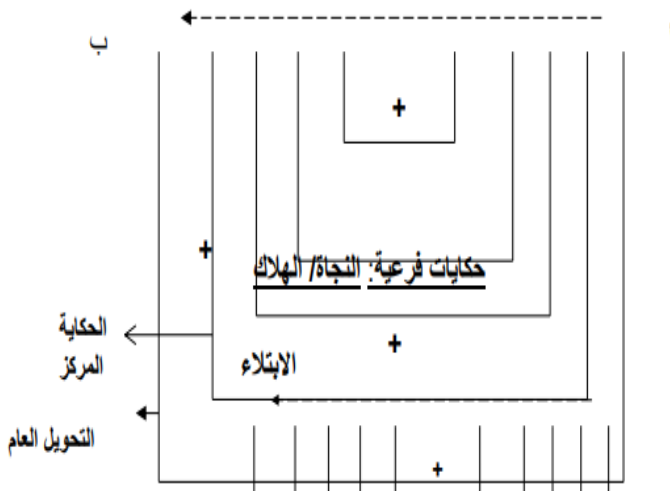 ب
+
+
حكايات فرعية: النجاة/ الهلاك
+
الحكاية
المركز
الابتلاء
التحويل العام
+